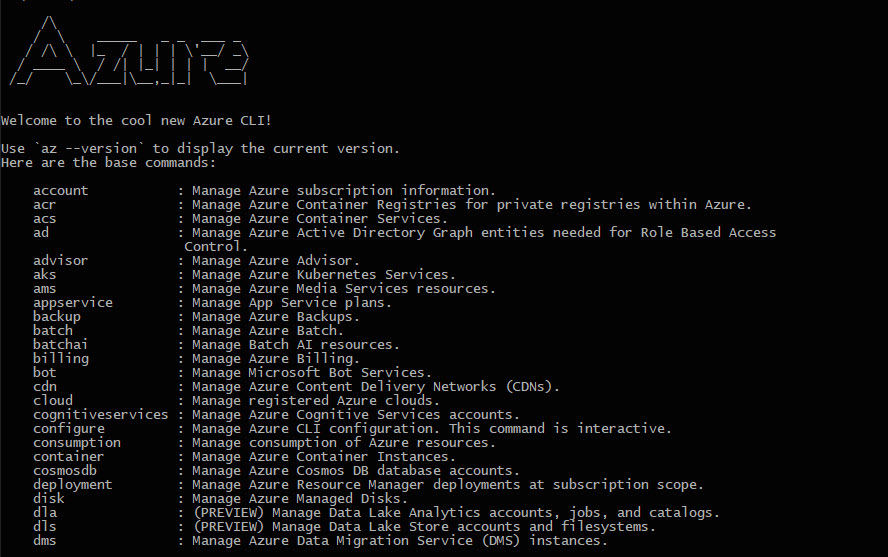 Azure
Welcome to the cool new Azure CLI!
Use `az --version` to display the current version.
Here are the base commands:
account : Manage Azure subscription information.
acr : Manage Azure Container Registries for private registries within Azure.
acs : Manage Azure Container Services.
ad : Manage Azure Active Directory Graph entities needed for Role Based Access
Control.
advisor : Manage Azure Advisor.
aks : Manage Azure Kubernetes Services.
ams : Manage Azure Media Services resources.
appservice : Manage App Service plans.
backup : Manage Azure Backups.
batch : Manage Azure Batch.
batchai : Manage Batch AI resources.
billing : Manage Azure Billing.
bot : Manage Microsoft Bot Services.
cdn : Manage Azure Content Delivery Networks (CDNs).
cloud : Manage registered Azure clouds.
cognitiveservices : Manage Azure Cognitive Services accounts.
configure : Manage Azure CLI configuration. This command is interactive.
consumption : Manage consumption of Azure resources.
container : Manage Azure Container Instances.
cosmosdb : Manage Azure Cosmos DB database accounts.
deployment : Manage Azure Resource Manager deployments at subscription scope.
disk : Manage Azure Managed Disks.
dla : (PREVIEW) Manage Data Lake Analytics accounts, jobs, and catalogs.
dls : (PREVIEW) Manage Data Lake Store accounts and filesystems.
dms : Manage Azure Data Migration Service (DMS) instances.